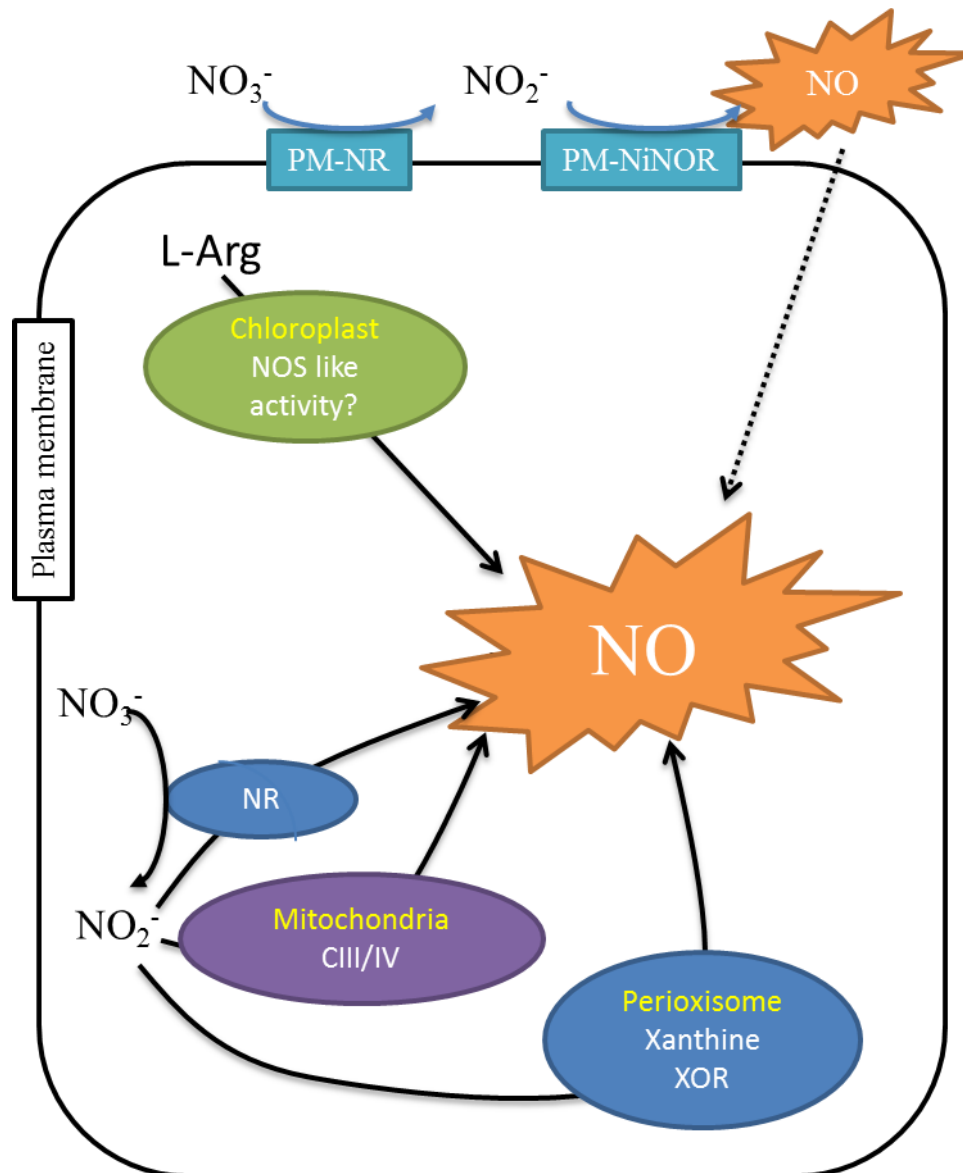 NO₃⁻
NO₂⁻
NO
PM-NR
PM-NiNOR
L-Arg
Chloroplast
NOS like
activity?
Plasma membrane
NO
NO₃⁻
NR
NO₂⁻
Mitochondria
CIII/IV
Perioxisome
Xanthine
XOR